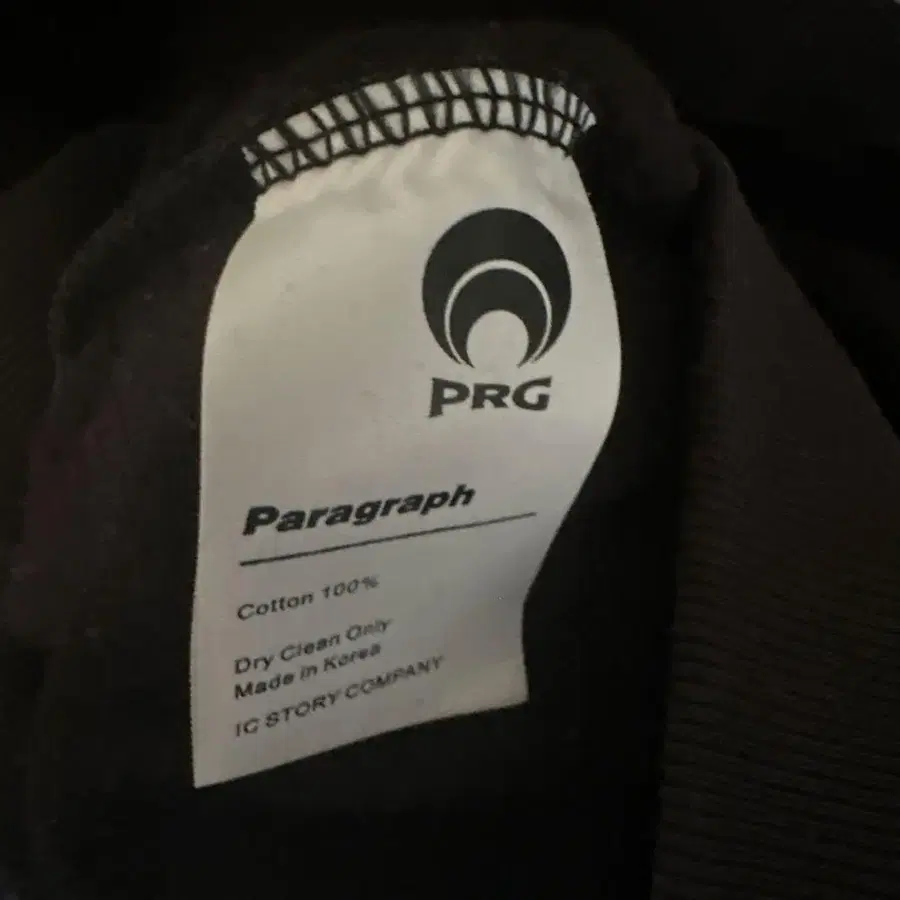 PRG
Paragraph
Cotton 100%
Dry Clean Only
Made in Korea
IC STORY COMPANY